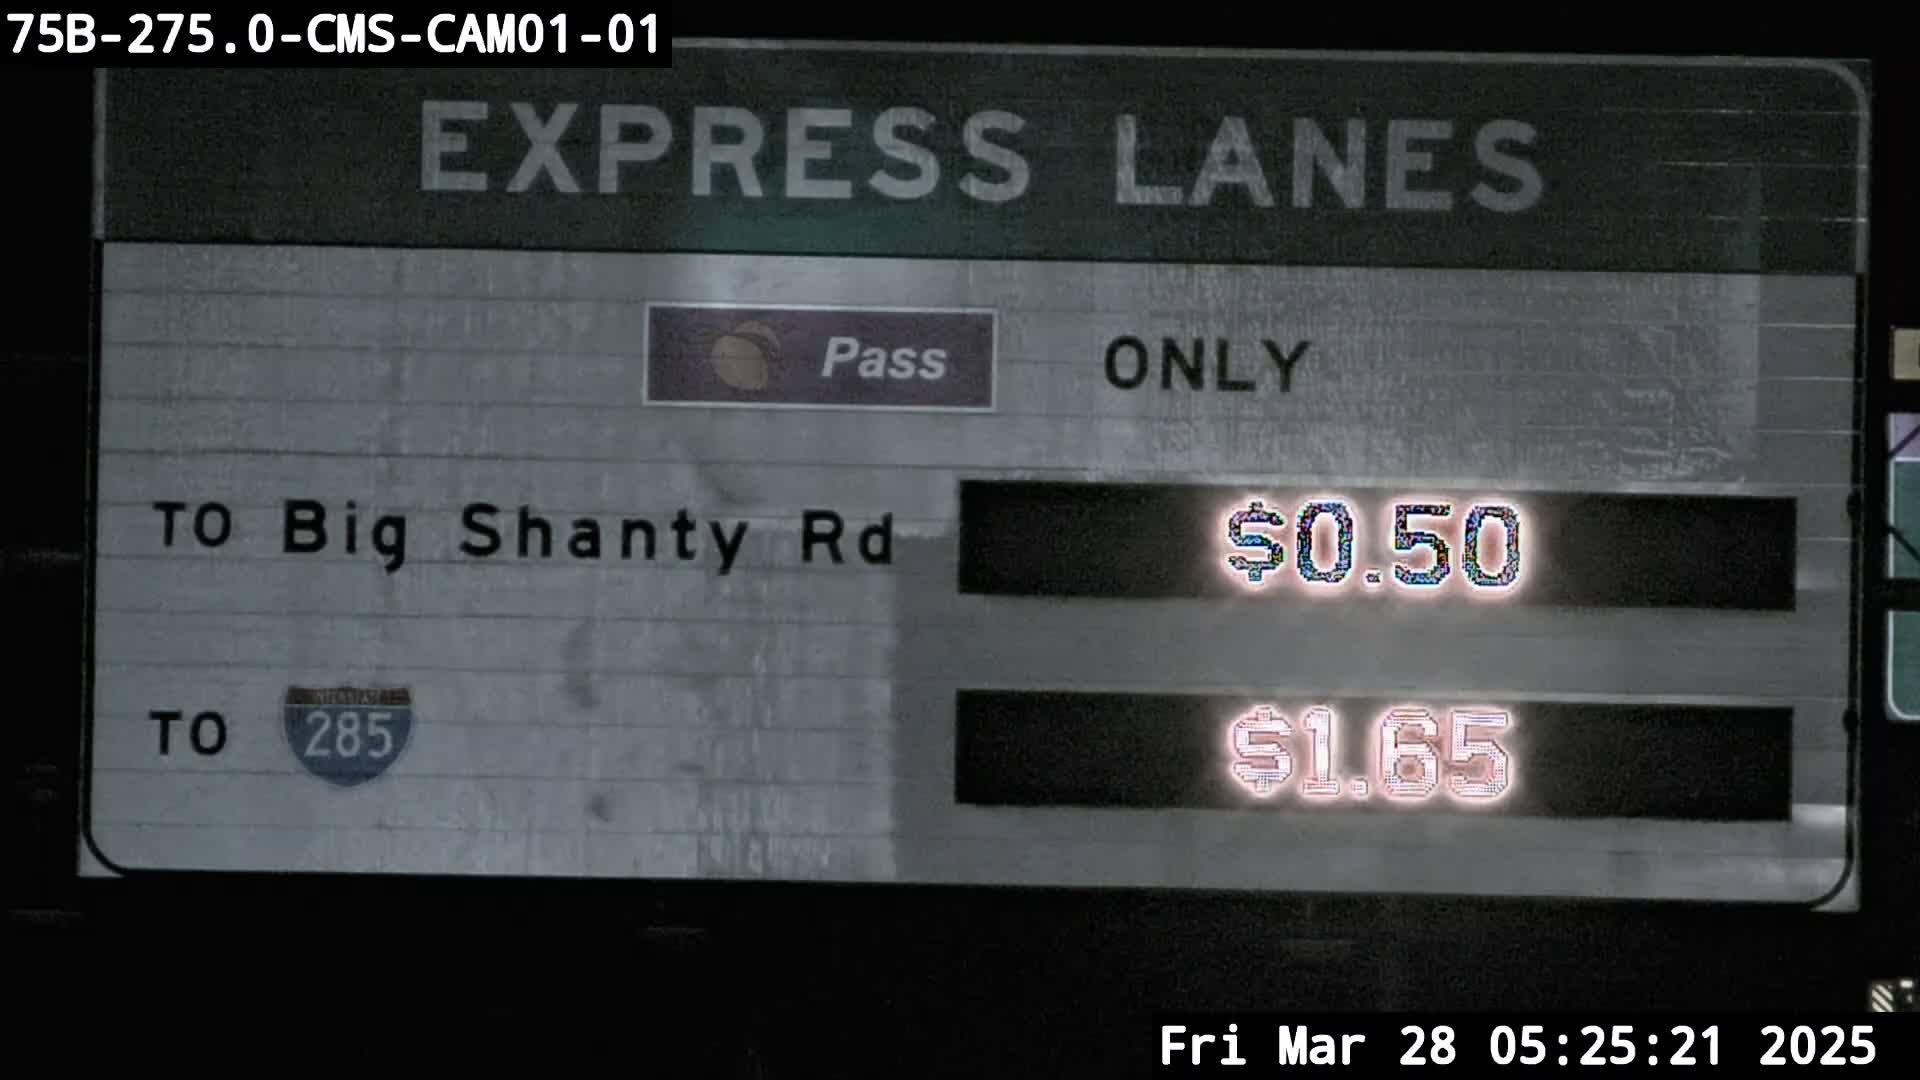 75B-275.0-CMS-CAM01-01
EXPRESS LANES
Pass ONLY
TO Big Shanty Rd $0.50
TO 285 $1.65
Fri Mar 28 05:25:21 2025